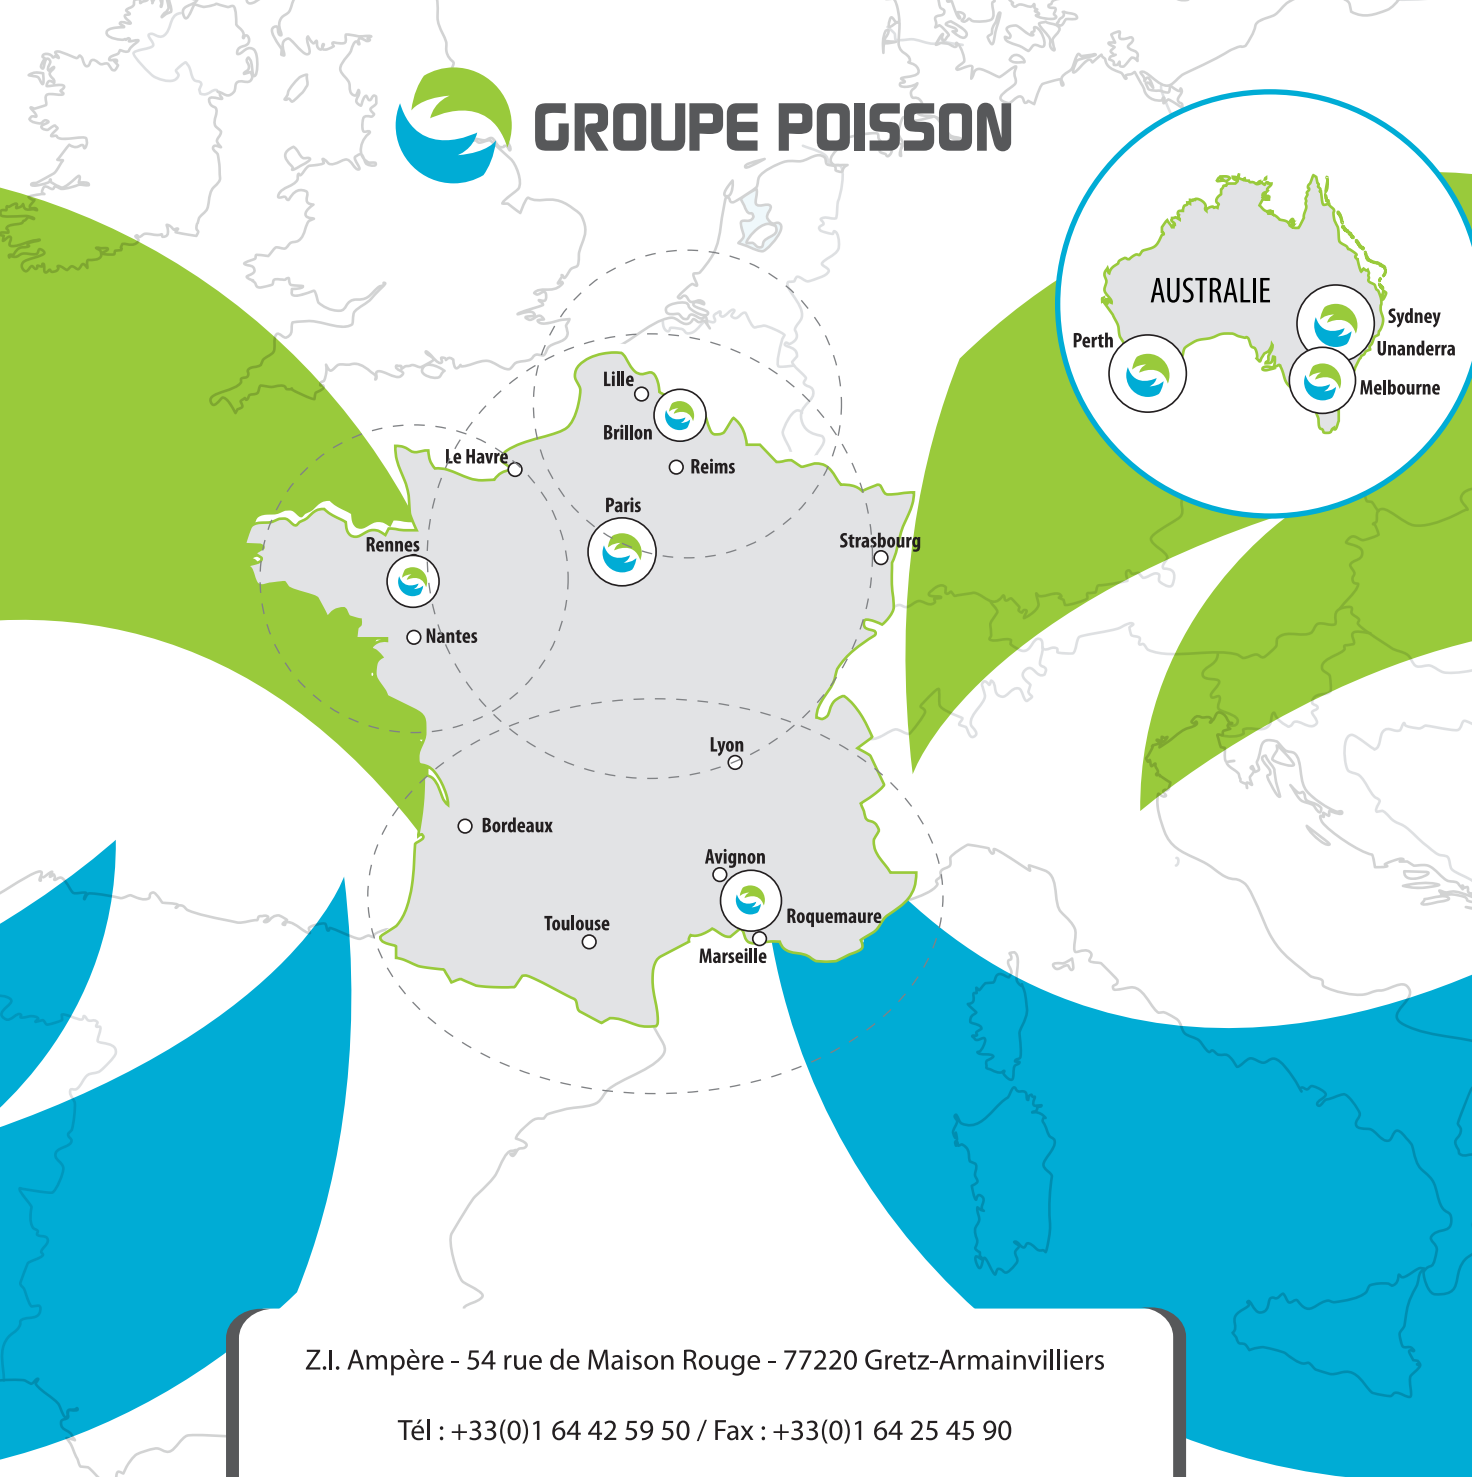 GROUPE POISSON
AUSTRALIE
Sydney
Perth
Unanderra
Melbourne
Lille
Brillon
Le Havre
Reims
Paris
Rennes
Strasbourg
Nantes
Lyon
Bordeaux
Avignon
Roquemaure
Toulouse
Marseille
Z.I. Ampère - 54 rue de Maison Rouge - 77220 Gretz-Armainvilliers
Tél : +33(0)1 64 42 59 50 / Fax : +33(0)1 64 25 45 90